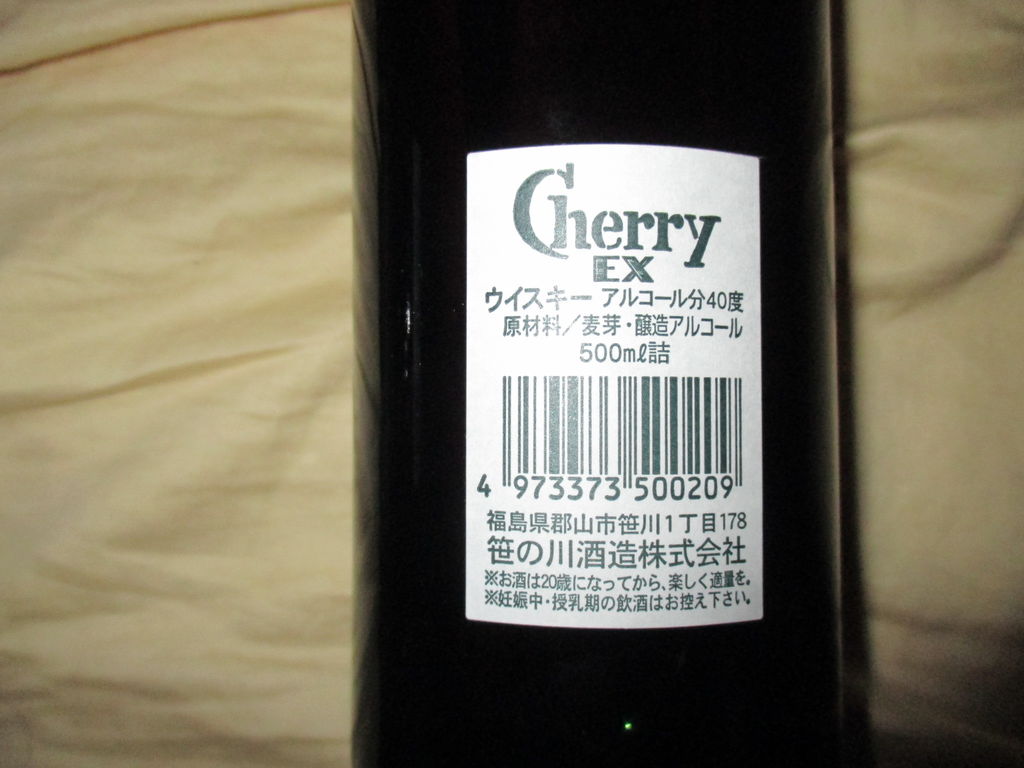 Cherry
EX
ウイスキー アルコール分40度
原材料/麦芽・醸造アルコール
500mℓ詰
4 973373 500209
福島県郡山市笹川1丁目178
笹の川酒造株式会社
※お酒は20歳になってから、楽しく適量を。
※妊娠中・授乳期の飲酒はお控え下さい。